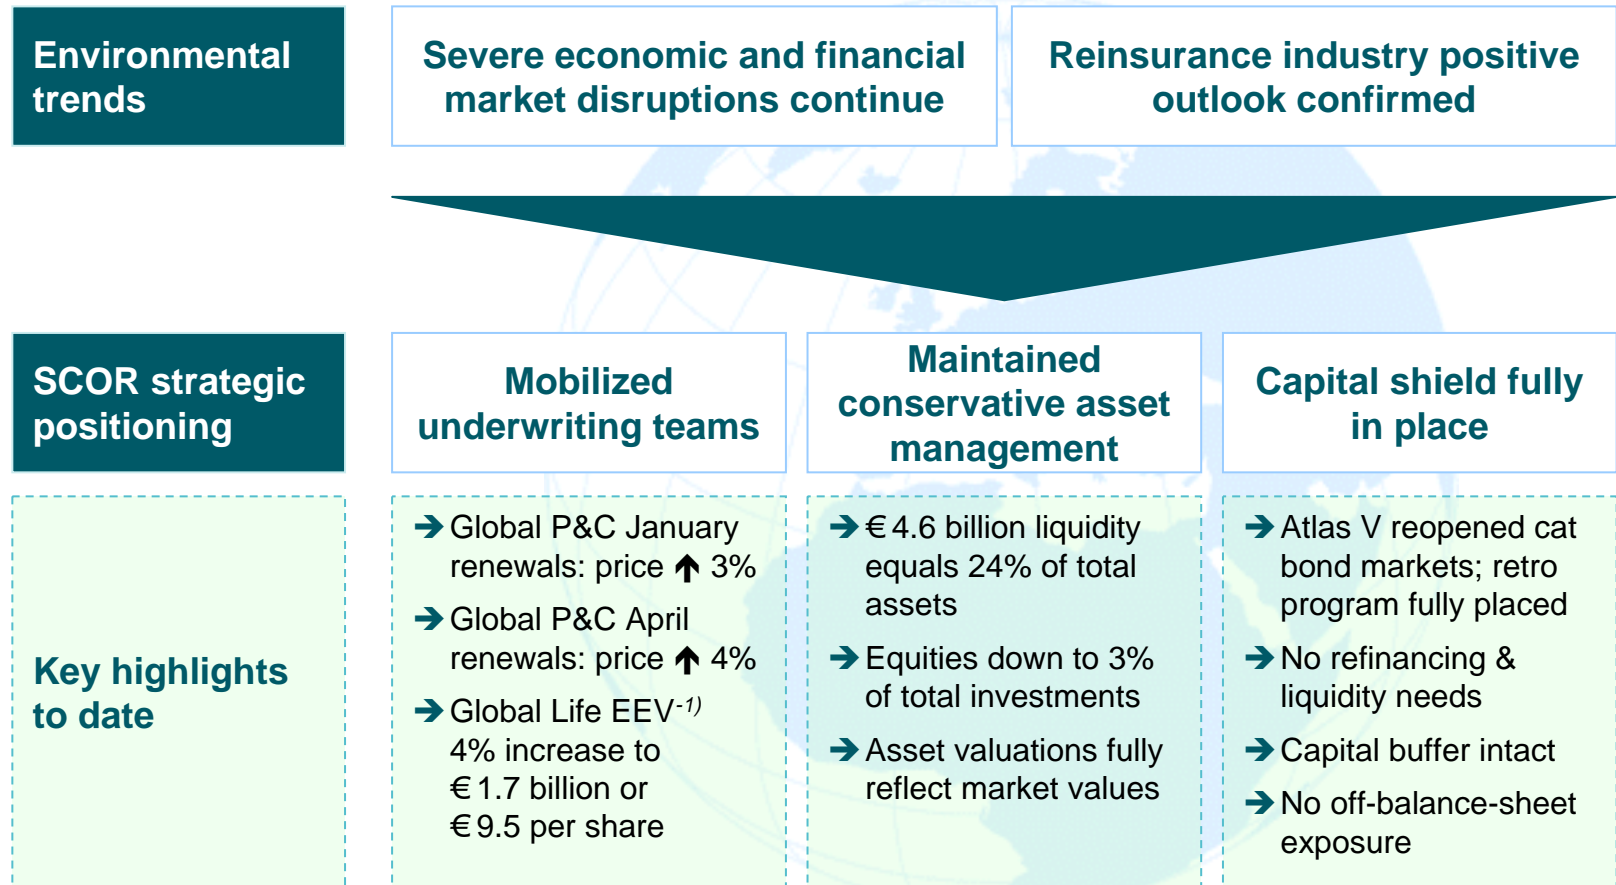 Environmental
trends
Severe economic and financial
market disruptions continue
Reinsurance industry positive
outlook confirmed
SCOR strategic
positioning
Mobilized
underwriting teams
Maintained
conservative asset
management
Capital shield fully
in place
Key highlights
to date
➔ Global P&C January
renewals: price ↑ 3%
➔ Global P&C April
renewals: price ↑ 4%
➔ Global Life EEV-1)
4% increase to
€ 1.7 billion or
€ 9.5 per share
➔ € 4.6 billion liquidity
equals 24% of total
assets
➔ Equities down to 3%
of total investments
➔ Asset valuations fully
reflect market values
➔ Atlas V reopened cat
bond markets; retro
program fully placed
➔ No refinancing &
liquidity needs
➔ Capital buffer intact
➔ No off-balance-sheet
exposure